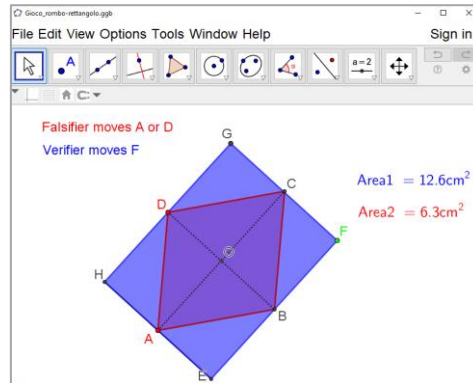 Gioco_rombo-rettangolo.ggb
File Edit View Options Tools Window Help Sign in
A
a=2
Falsifier moves A or D
Verifier moves F
G
C
Area1 = 12.6cm²
D
Area2 = 6.3cm²
F
O
H
B
A
E